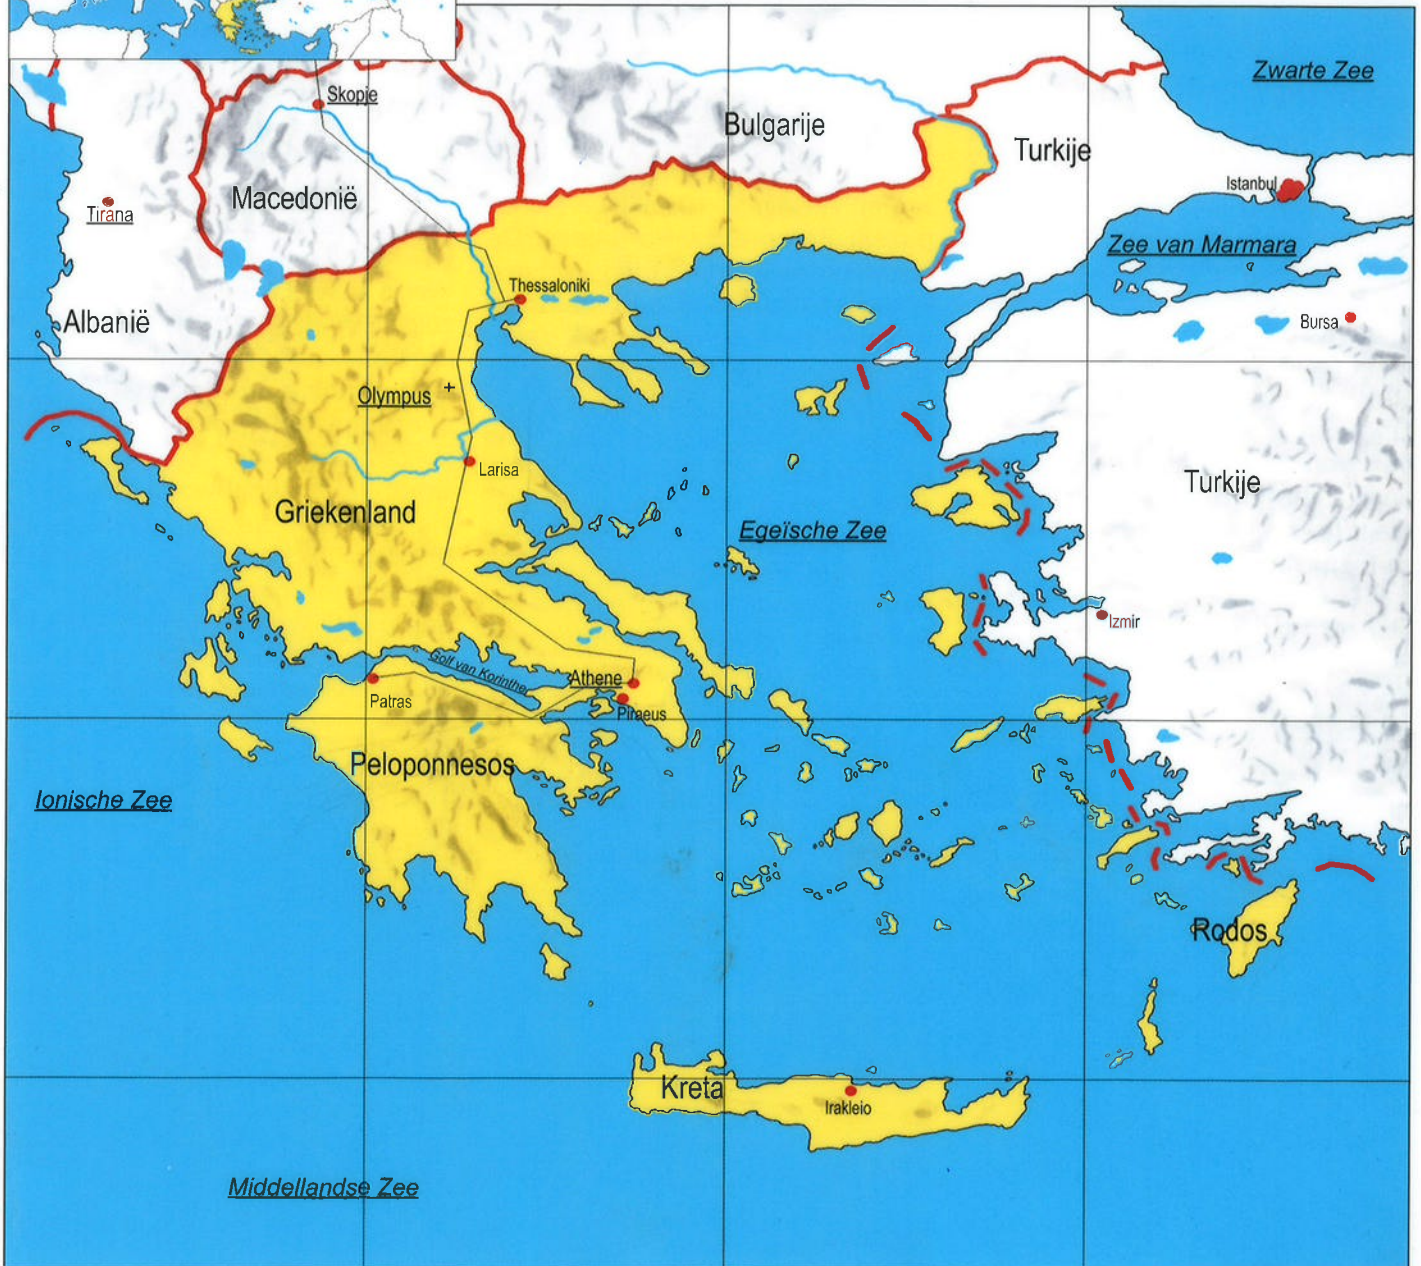 Zwarte Zee
Skopje
Bulgarije
Turkije
Istanbul
Macedonië
Tirana
Zee van Marmara
Thessaloniki
Albanië
Bursa
Olympus
Larisa
Turkije
Griekenland
Egeïsche Zee
Izmir
Golf van Korinthe
Athene
Patras
Piraeus
Peloponnesos
Ionische Zee
Rodos
Kreta
Irakleio
Middellandse Zee